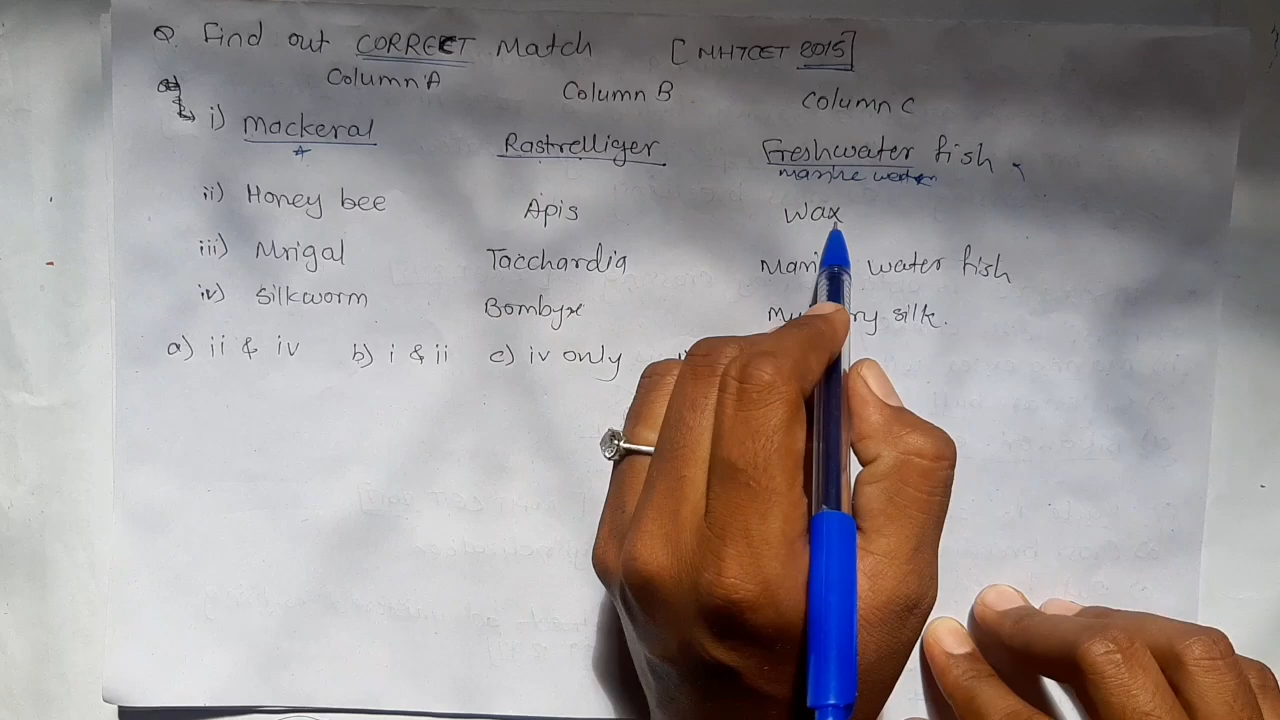 Q. Find out CORRECT Match [MHTCET 2015]
Column A Column B Column C
i) Mackeral Rastrelliger Freshwater fish
marine water
ii) Honey bee Apis Wax
iii) Mrigal Tacchardia water fish
iv) Silkworm Bombyx silk.
a) ii & iv b) i & ii c) iv only